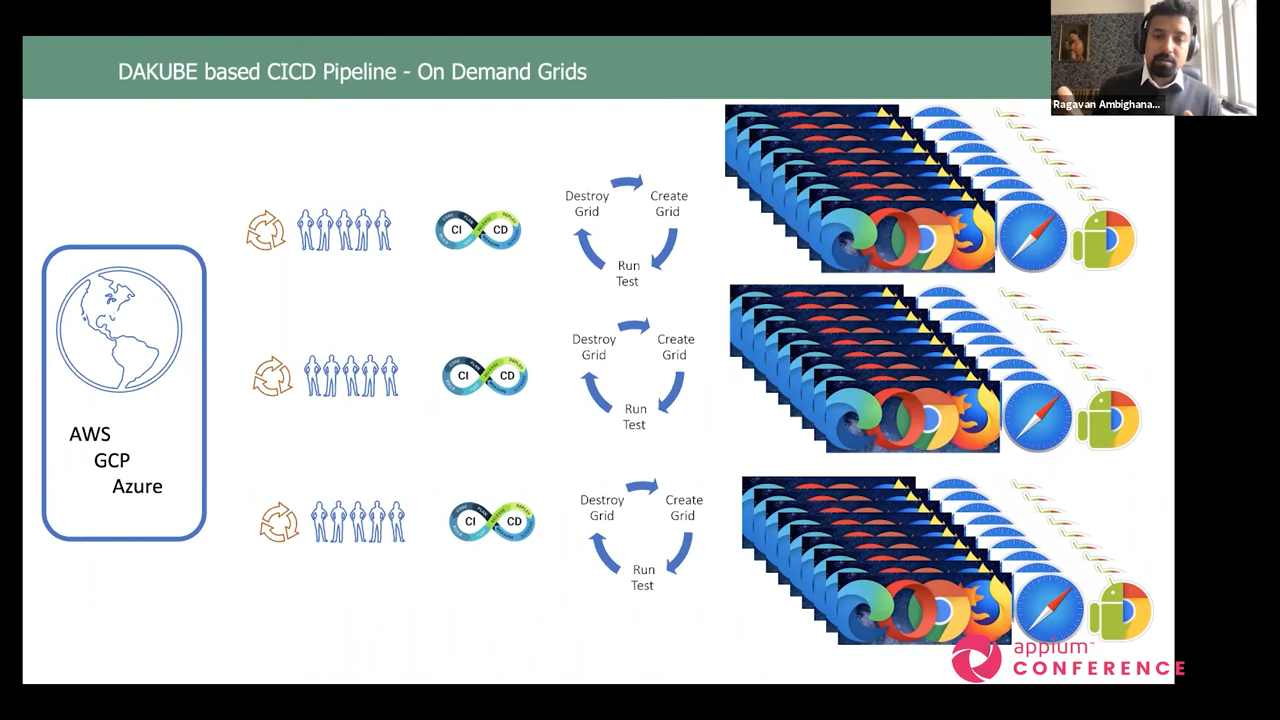 DAKUBE based CICD Pipeline - On Demand Grids
Ragavan Ambighana...
AWS
GCP
Azure
CI CD
Destroy
Grid
Create
Grid
Run
Test
CI CD
Destroy
Grid
Create
Grid
Run
Test
CI CD
Destroy
Grid
Create
Grid
Run
Test
appium™
CONFERENCE